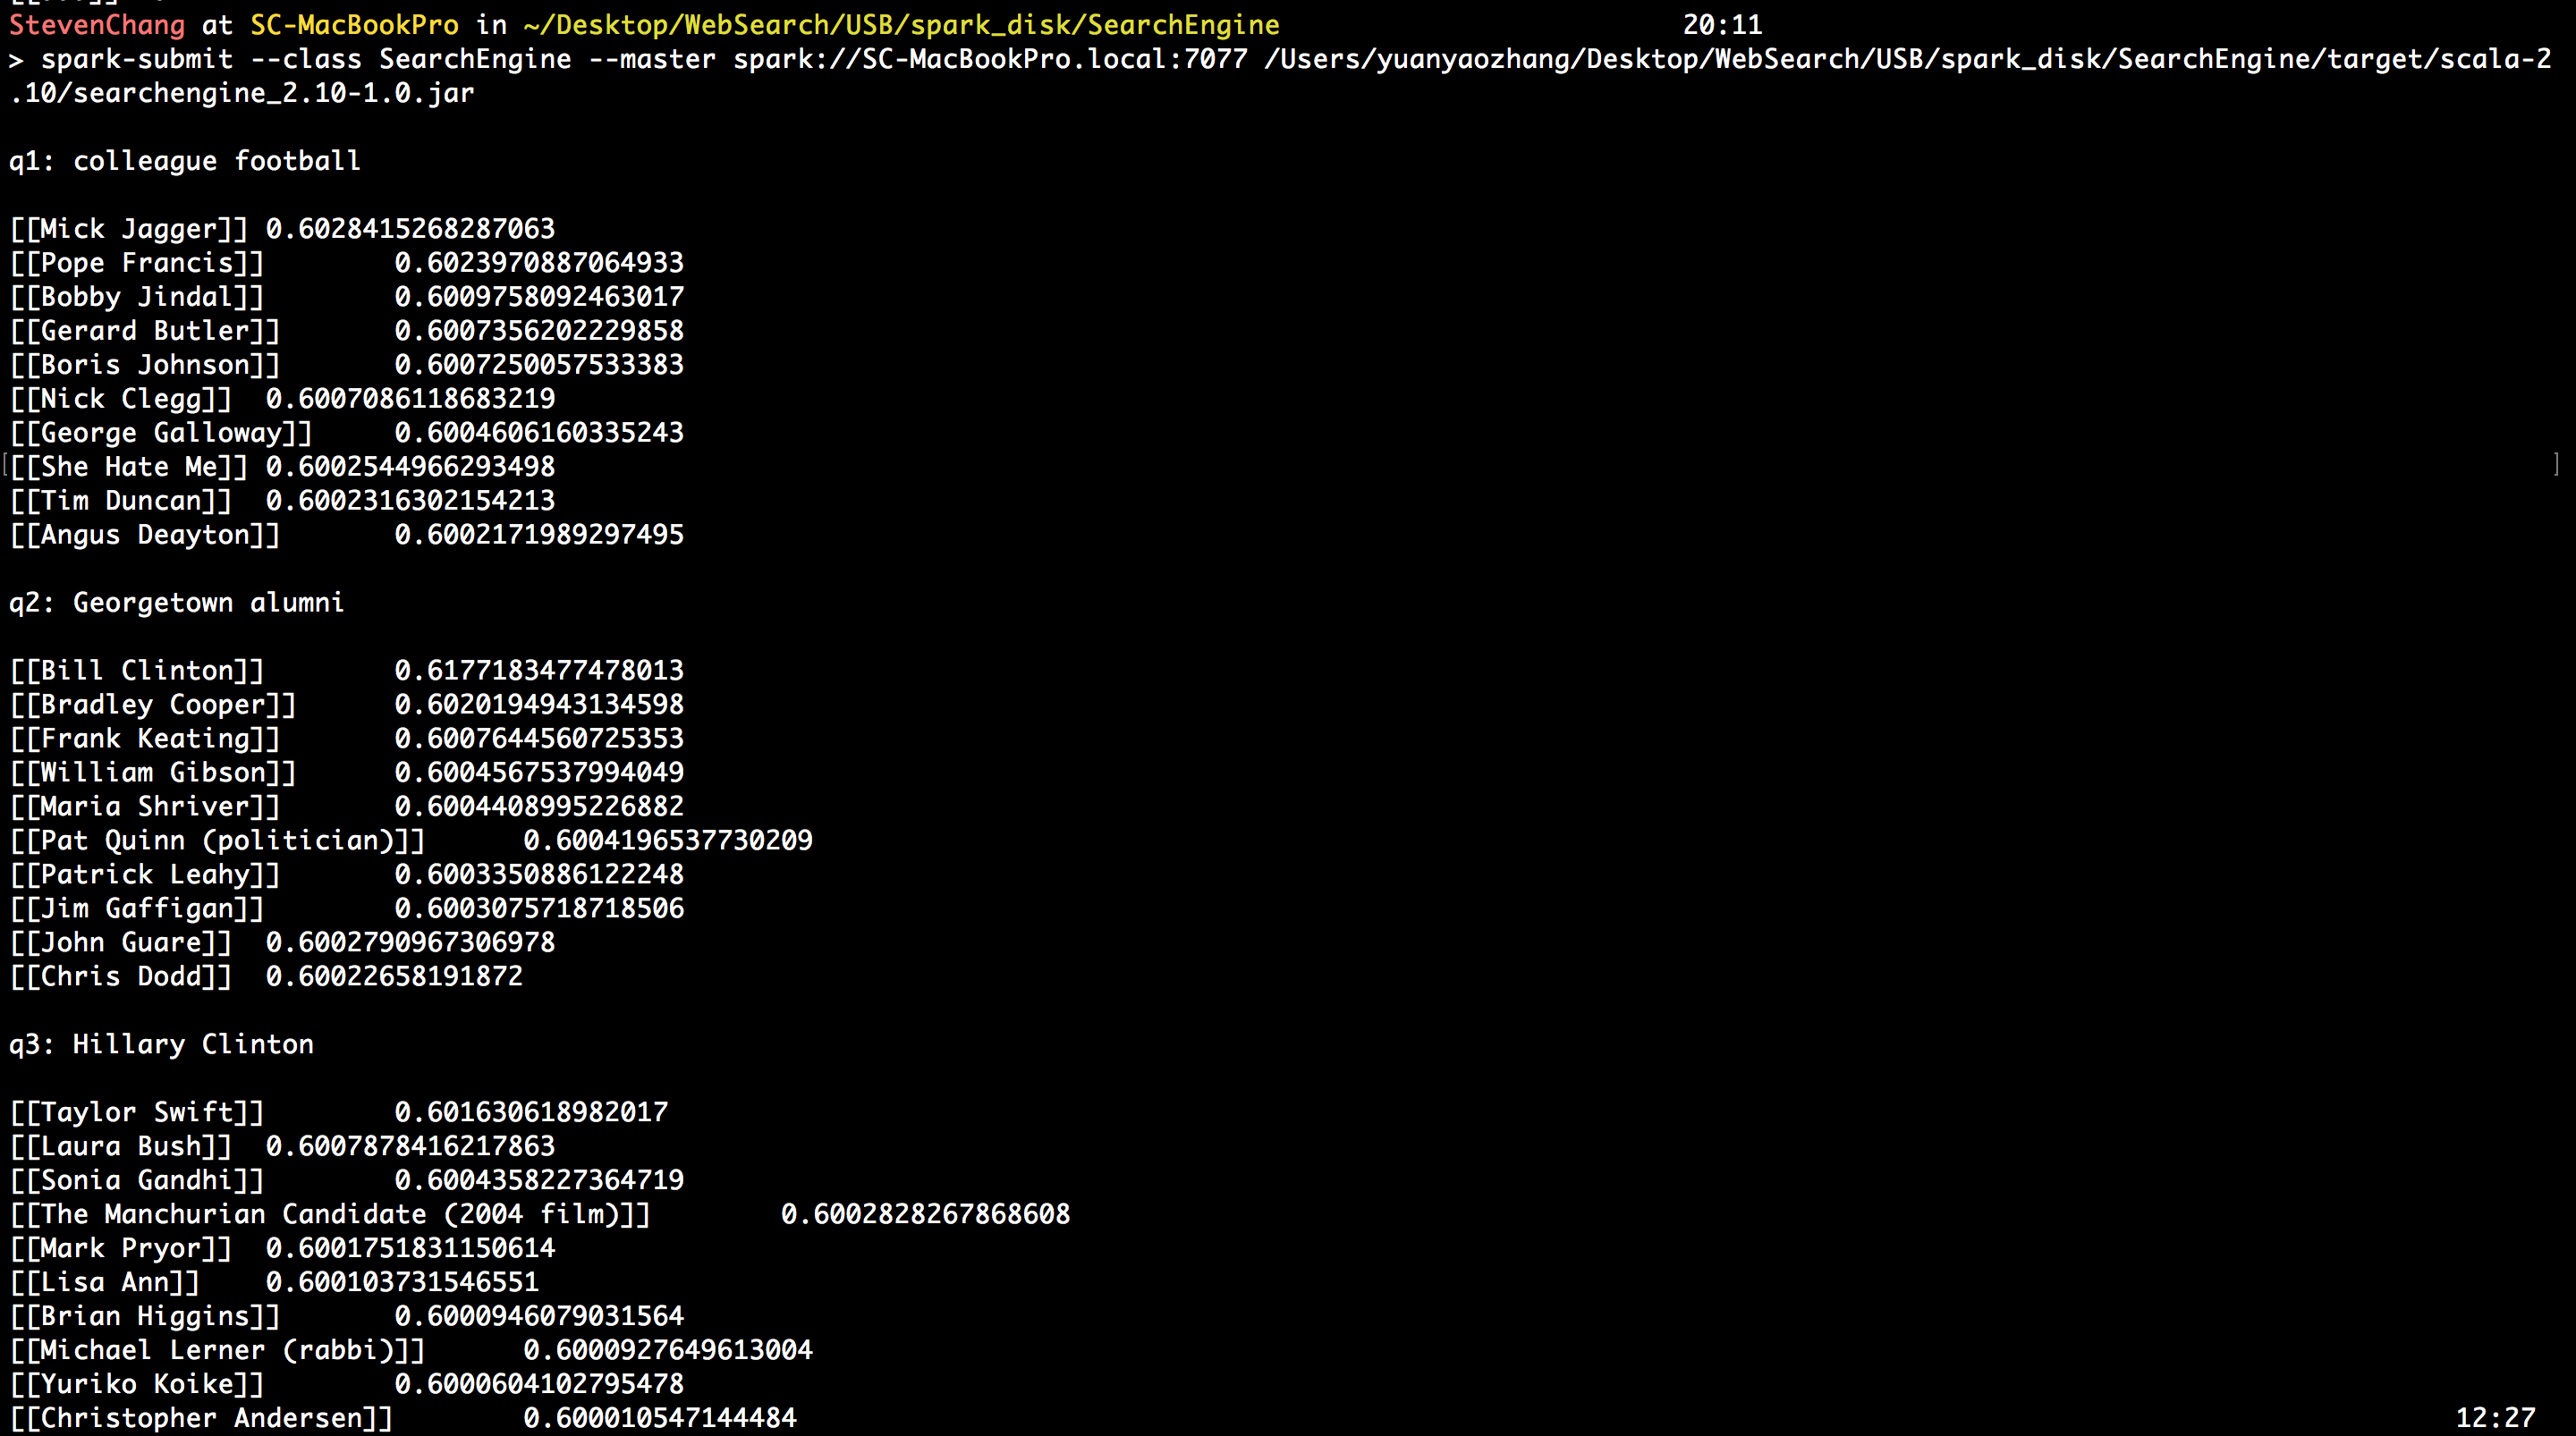 StevenChang at SC-MacBookPro in ~/Desktop/WebSearch/USB/spark_disk/SearchEngine 20:11
> spark-submit --class SearchEngine --master spark://SC-MacBookPro.local:7077 /Users/yuanyaozhang/Desktop/WebSearch/USB/spark_disk/SearchEngine/target/scala-2
.10/searchengine_2.10-1.0.jar
q1: colleague football
[[Mick Jagger]] 0.6028415268287063
[[Pope Francis]] 0.6023970887064933
[[Bobby Jindal]] 0.6009758092463017
[[Gerard Butler]] 0.6007356202229858
[[Boris Johnson]] 0.6007250057533383
[[Nick Clegg]] 0.6007086118683219
[[George Galloway]] 0.6004606160335243
[[She Hate Me]] 0.6002544966293498
[[Tim Duncan]] 0.6002316302154213
[[Angus Deayton]] 0.6002171989297495
q2: Georgetown alumni
[[Bill Clinton]] 0.6177183477478013
[[Bradley Cooper]] 0.6020194943134598
[[Frank Keating]] 0.6007644560725353
[[William Gibson]] 0.6004567537994049
[[Maria Shriver]] 0.6004408995226882
[[Pat Quinn (politician)]] 0.6004196537730209
[[Patrick Leahy]] 0.6003350886122248
[[Jim Gaffigan]] 0.6003075718718506
[[John Guare]] 0.6002790967306978
[[Chris Dodd]] 0.60022658191872
q3: Hillary Clinton
[[Taylor Swift]] 0.601630618982017
[[Laura Bush]] 0.6007878416217863
[[Sonia Gandhi]] 0.6004358227364719
[[The Manchurian Candidate (2004 film)]] 0.6002828267868608
[[Mark Pryor]] 0.6001751831150614
[[Lisa Ann]] 0.600103731546551
[[Brian Higgins]] 0.6000946079031564
[[Michael Lerner (rabbi)]] 0.6000927649613004
[[Yuriko Koike]] 0.6000604102795478
[[Christopher Andersen]] 0.600010547144484 12:27